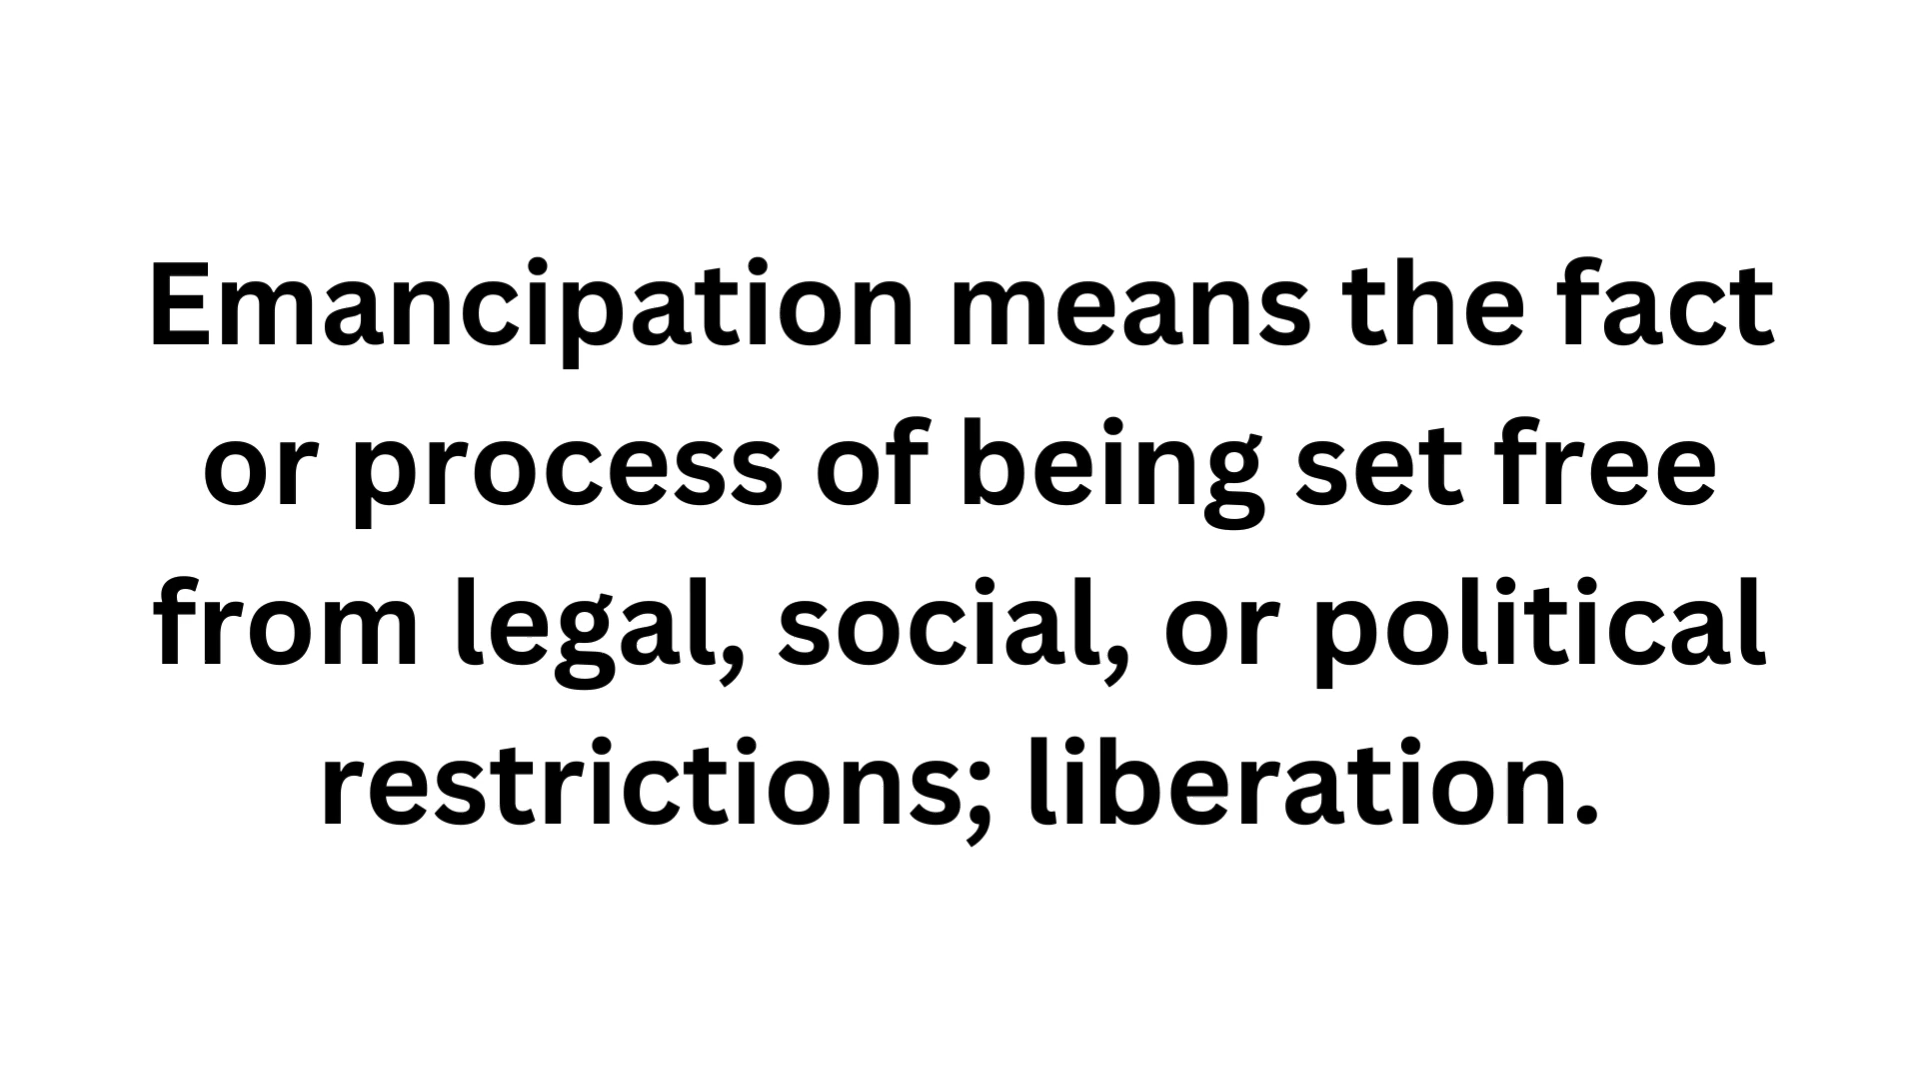 Emancipation means the fact
or process of being set free
from legal, social, or political
restrictions; liberation.